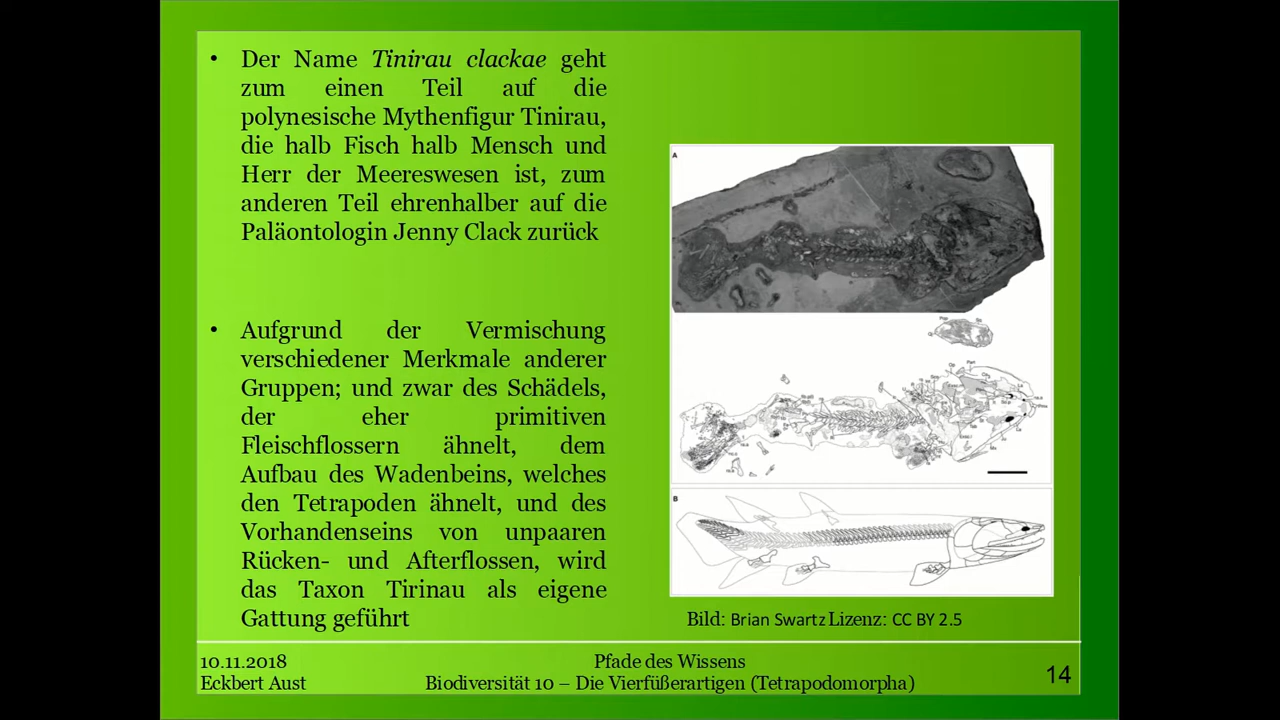 • Der Name Tinirau clackae geht
zum einen Teil auf die
polynesische Mythenfigur Tinirau,
die halb Fisch halb Mensch und
Herr der Meereswesen ist, zum
anderen Teil ehrenhalber auf die
Paläontologin Jenny Clack zurück
• Aufgrund der Vermischung
verschiedener Merkmale anderer
Gruppen; und zwar des Schädels,
der eher primitiven
Fleischflossern ähnelt, dem
Aufbau des Wadenbeins, welches
den Tetrapoden ähnelt, und des
Vorhandenseins von unpaaren
Rücken- und Afterflossen, wird
das Taxon Tirinau als eigene
Gattung geführt
A
B
Bild: Brian Swartz Lizenz: CC BY 2.5
10.11.2018
Eckbert Aust
Pfade des Wissens
Biodiversität 10 – Die Vierfüßerartigen (Tetrapodomorpha)
14